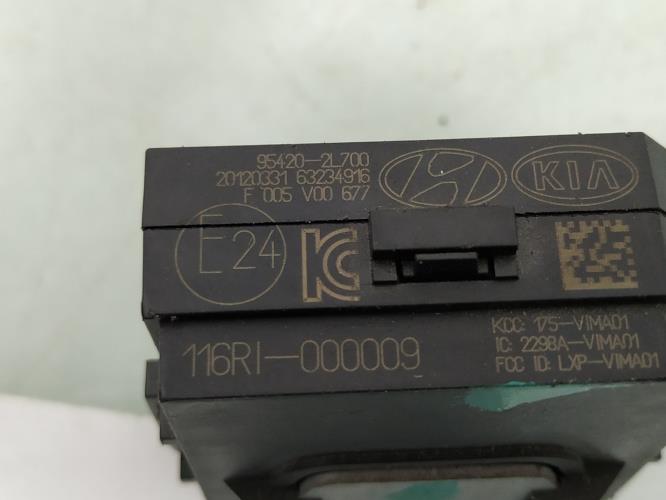 95420-2L700
20120331 63234916
F 005 V00 677
KIA
E24
KC
116RI-000009
KCC: 175-VIMA01
IC: 2298A-VIMA01
FCC ID: LXP-VIMA01